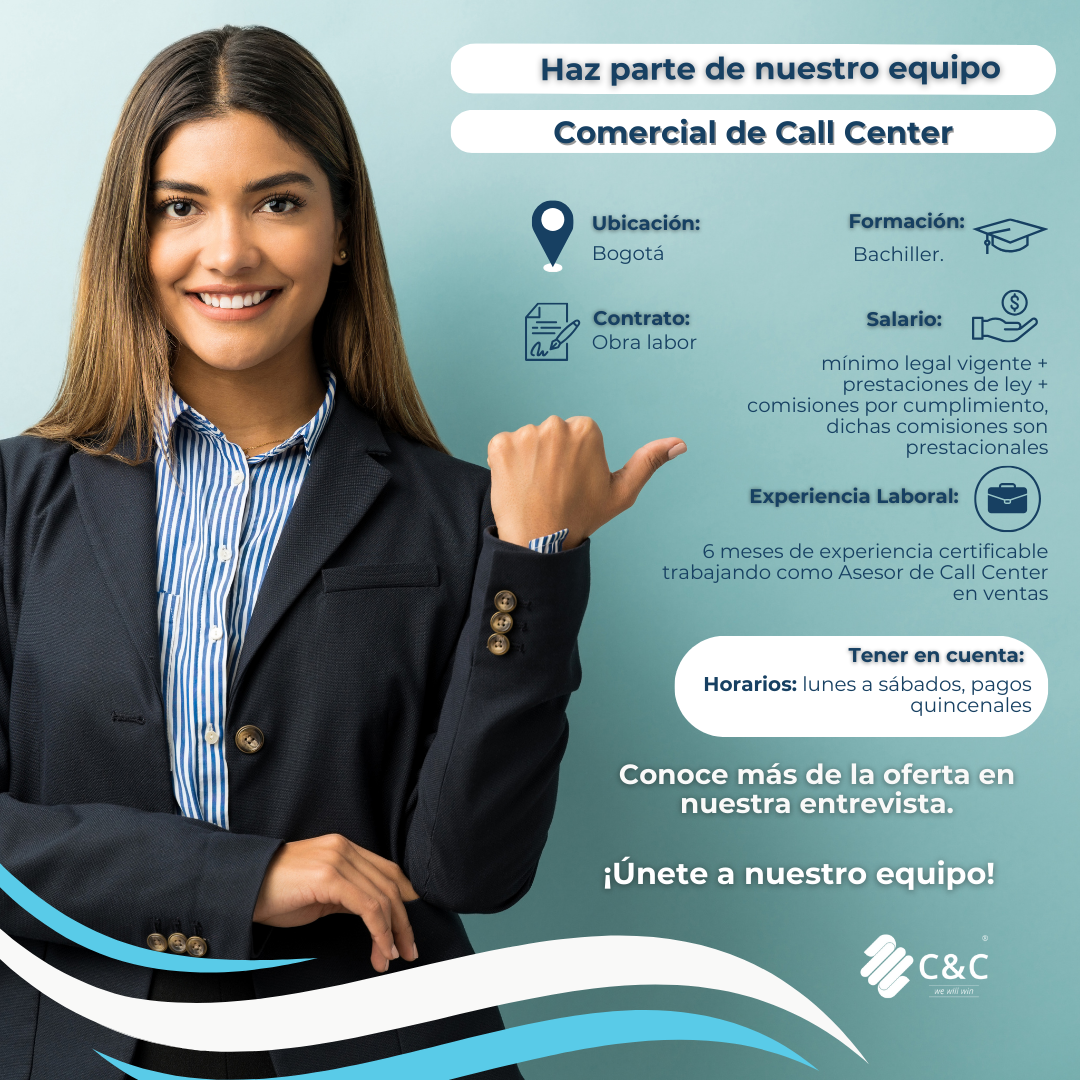 Haz parte de nuestro equipo
Comercial de Call Center
Ubicación:
Bogotá
Formación:
Bachiller.
Contrato:
Obra labor
Salario:
mínimo legal vigente +
prestaciones de ley +
comisiones por cumplimiento,
dichas comisiones son
prestacionales
Experiencia Laboral:
6 meses de experiencia certificable
trabajando como Asesor de Call Center
en ventas
Tener en cuenta:
Horarios: lunes a sábados, pagos
quincenales
Conoce más de la oferta en
nuestra entrevista.
¡Únete a nuestro equipo!
C&C ®
we will win